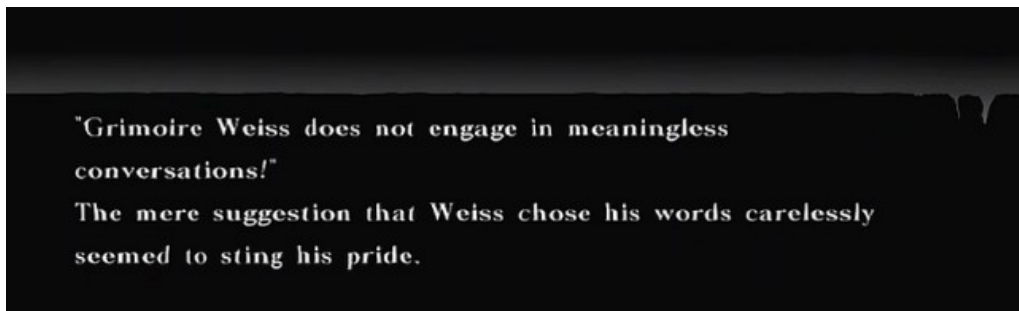 "Grimoire Weiss does not engage in meaningless
conversations!"
The mere suggestion that Weiss chose his words carelessly
seemed to sting his pride.